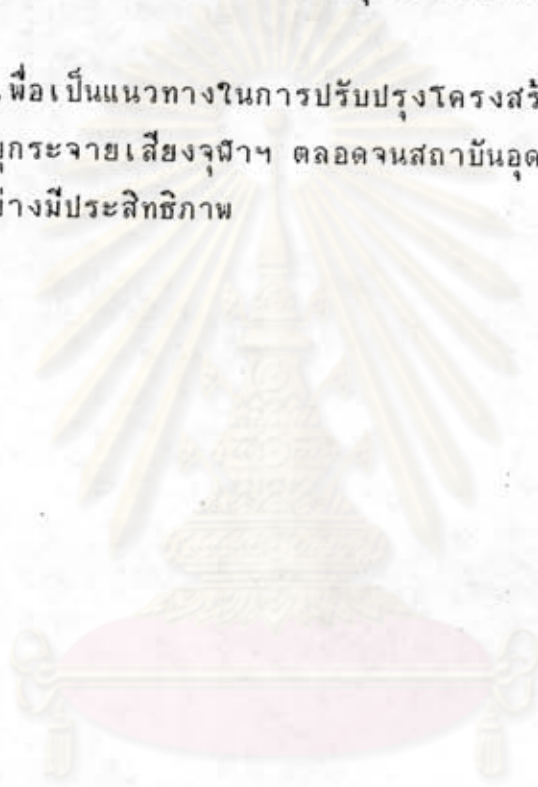 เพื่อเป็นแนวทางในการปรับปรุงโครงสร้
ยุกระจายเสียงจุฬาฯ ตลอดจนสถาบันอุด
ย่างมีประสิทธิภาพ